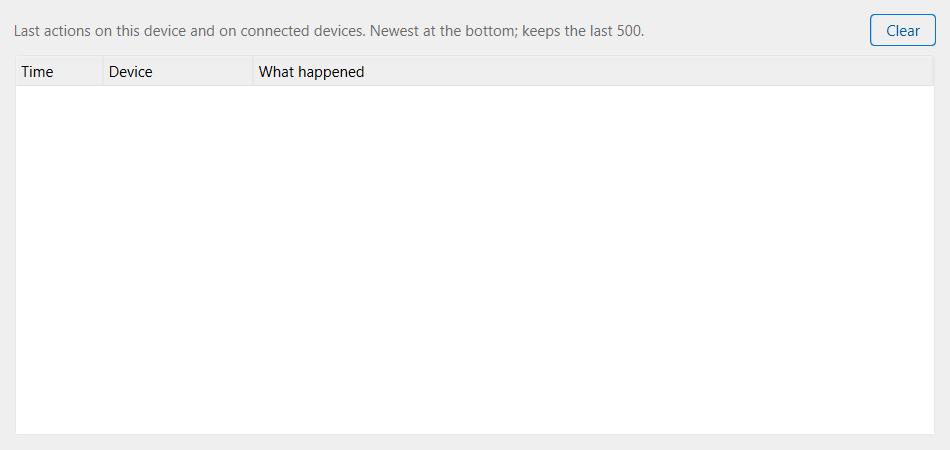 Last actions on this device and on connected devices. Newest at the bottom; keeps the last 500.
Clear
Time Device What happened